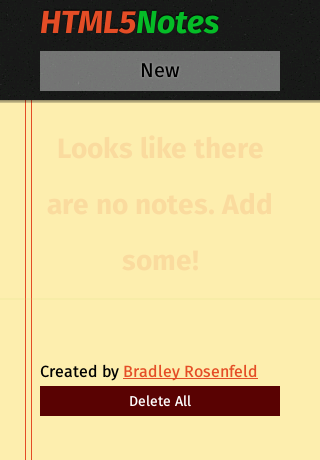 HTML5Notes
New
Looks like there
are no notes. Add
some!
Created by Bradley Rosenfeld
Delete All